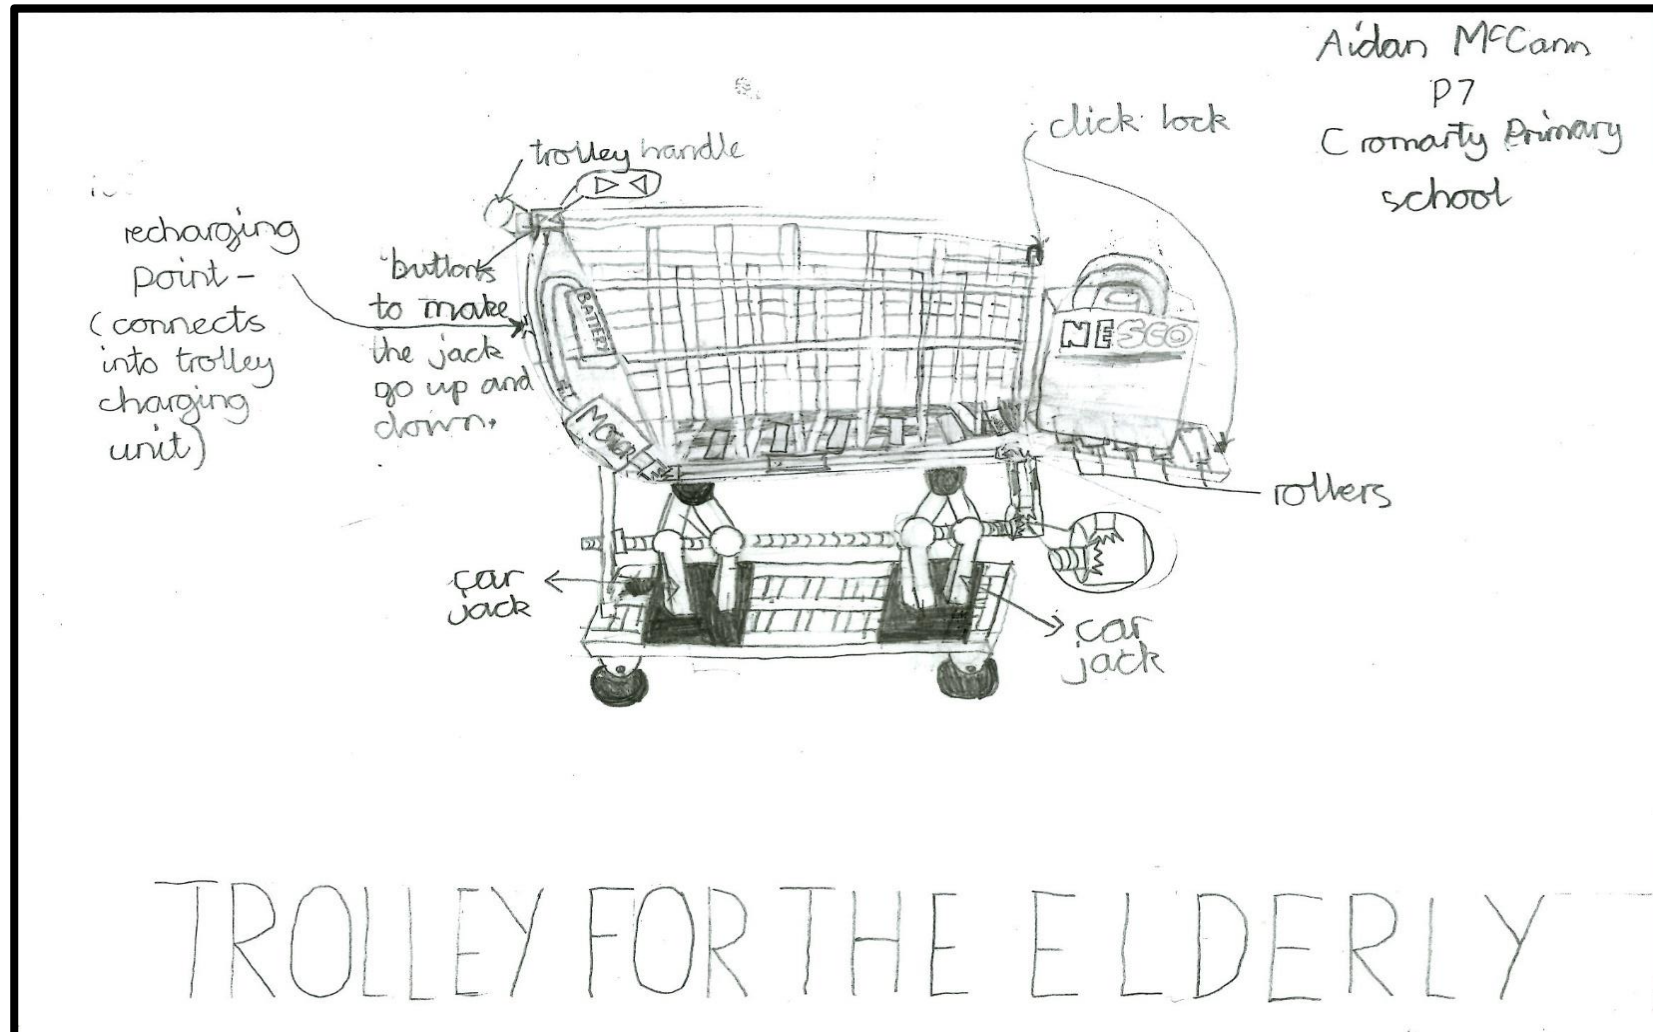 Aidan McCann
P7
Cromarty Primary
school
click lock
trolley handle
recharging
point -
(connects
into trolley
charging
unit)
buttons
to make
the jack
go up and
down.
BATTERY
NESCO
MOTOR
rollers
car
jack
car
jack
TROLLEY FOR THE ELDERLY